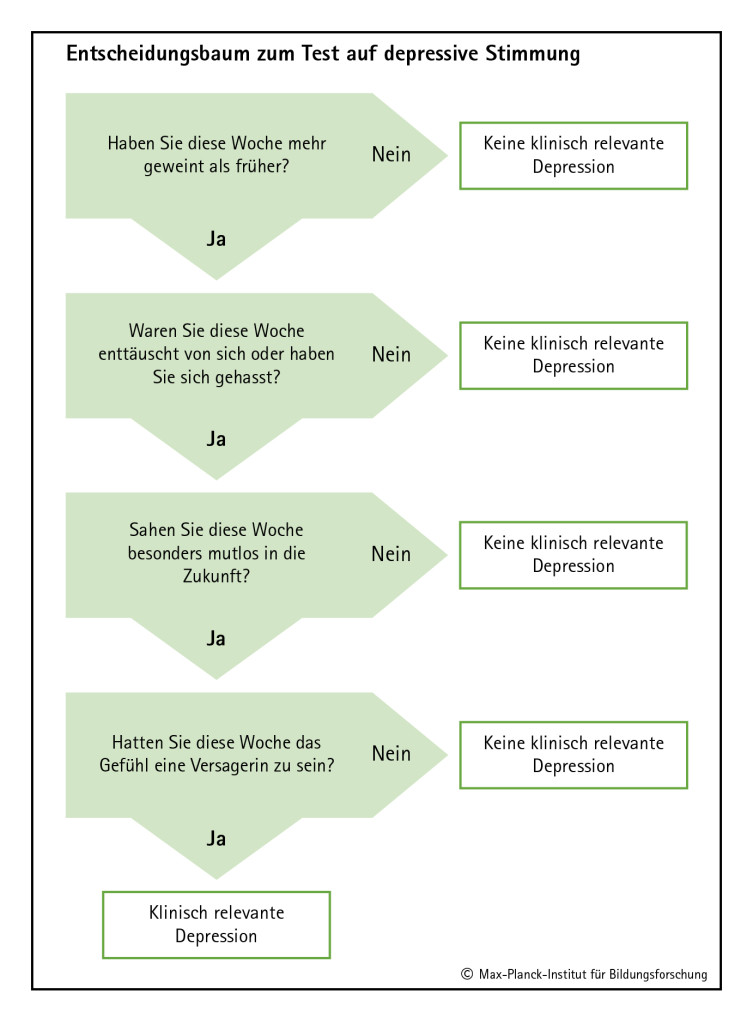 Entscheidungsbaum zum Test auf depressive Stimmung
Haben Sie diese Woche mehr
geweint als früher?
Nein
Keine klinisch relevante
Depression
Ja
Waren Sie diese Woche
enttäuscht von sich oder haben
Sie sich gehasst?
Nein
Keine klinisch relevante
Depression
Ja
Sahen Sie diese Woche
besonders mutlos in die
Zukunft?
Nein
Keine klinisch relevante
Depression
Ja
Hatten Sie diese Woche das
Gefühl eine Versagerin zu sein?
Nein
Keine klinisch relevante
Depression
Ja
Klinisch relevante
Depression
© Max-Planck-Institut für Bildungsforschung